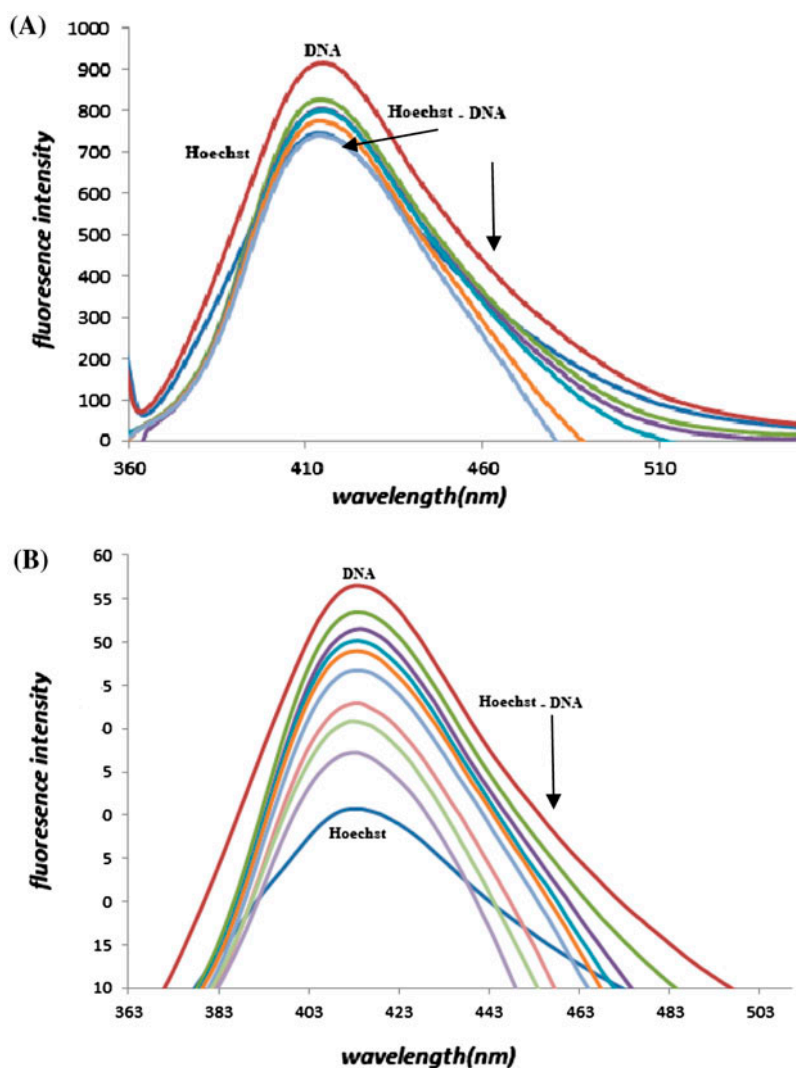 (A)
1000
900
800
700
600
500
400
300
200
100
0
fluoresence intensity
DNA
Hoechst - DNA
Hoechst
360 410 460 510
wavelength(nm)
(B)
60
55
50
5
0
5
0
5
0
15
10
fluoresence intensity
DNA
Hoechst - DNA
Hoechst
363 383 403 423 443 463 483 503
wavelength(nm)